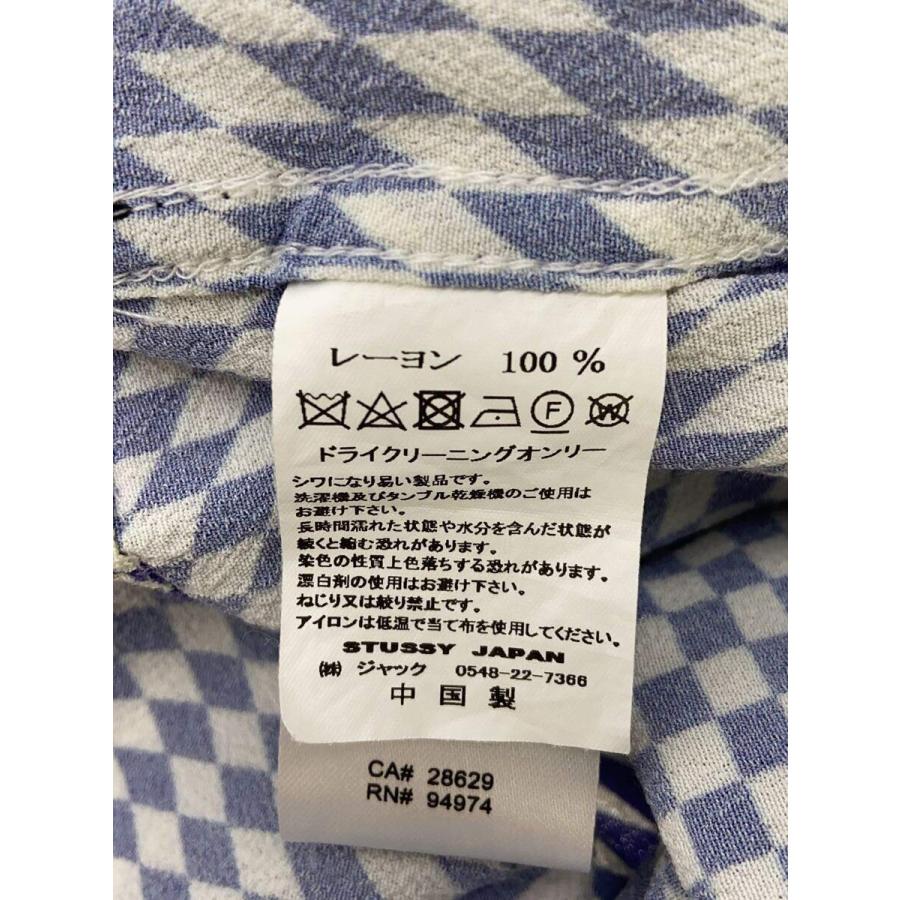 レーヨン 100 %
F W
ドライクリーニングオンリー
シワになり易い製品です。
洗濯機及びタンブル乾燥機のご使用は
お避け下さい。
長時間濡れた状態や水分を含んだ状態が
続くと縮む恐れがあります。
染色の性質上色落ちする恐れがあります。
漂白剤の使用はお避け下さい。
ねじり又は絞り禁止です。
アイロンは低温で当て布を使用してください。
STUSSY JAPAN
㈱ ジャック 0548-22-7366
中国製
CA# 28629
RN# 94974